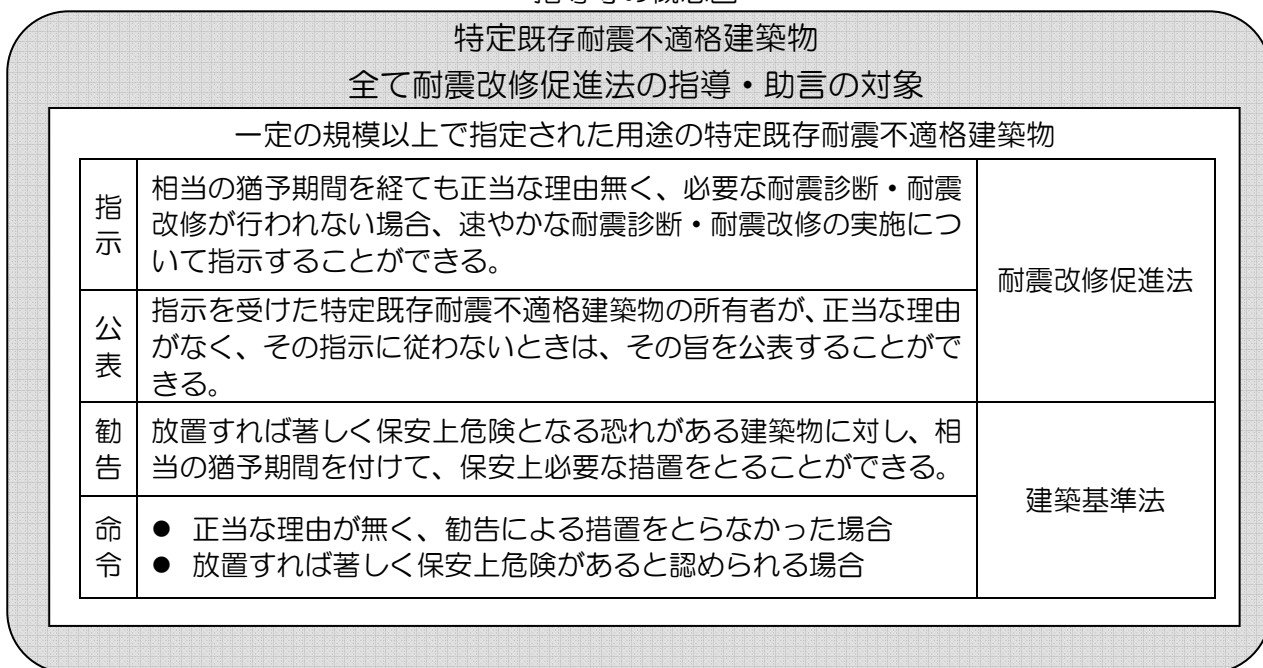 特定既存耐震不適格建築物
全て耐震改修促進法の指導・助言の対象
一定の規模以上で指定された用途の特定既存耐震不適格建築物
指示
相当の猶予期間を経ても正当な理由無く、必要な耐震診断・耐震
改修が行われない場合、速やかな耐震診断・耐震改修の実施につ
いて指示することができる。
耐震改修促進法
公表
指示を受けた特定既存耐震不適格建築物の所有者が、正当な理由
がなく、その指示に従わないときは、その旨を公表することがで
きる。
勧告
放置すれば著しく保安上危険となる恐れがある建築物に対し、相
当の猶予期間を付けて、保安上必要な措置をとることができる。
建築基準法
命令
● 正当な理由が無く、勧告による措置をとらなかった場合
● 放置すれば著しく保安上危険があると認められる場合